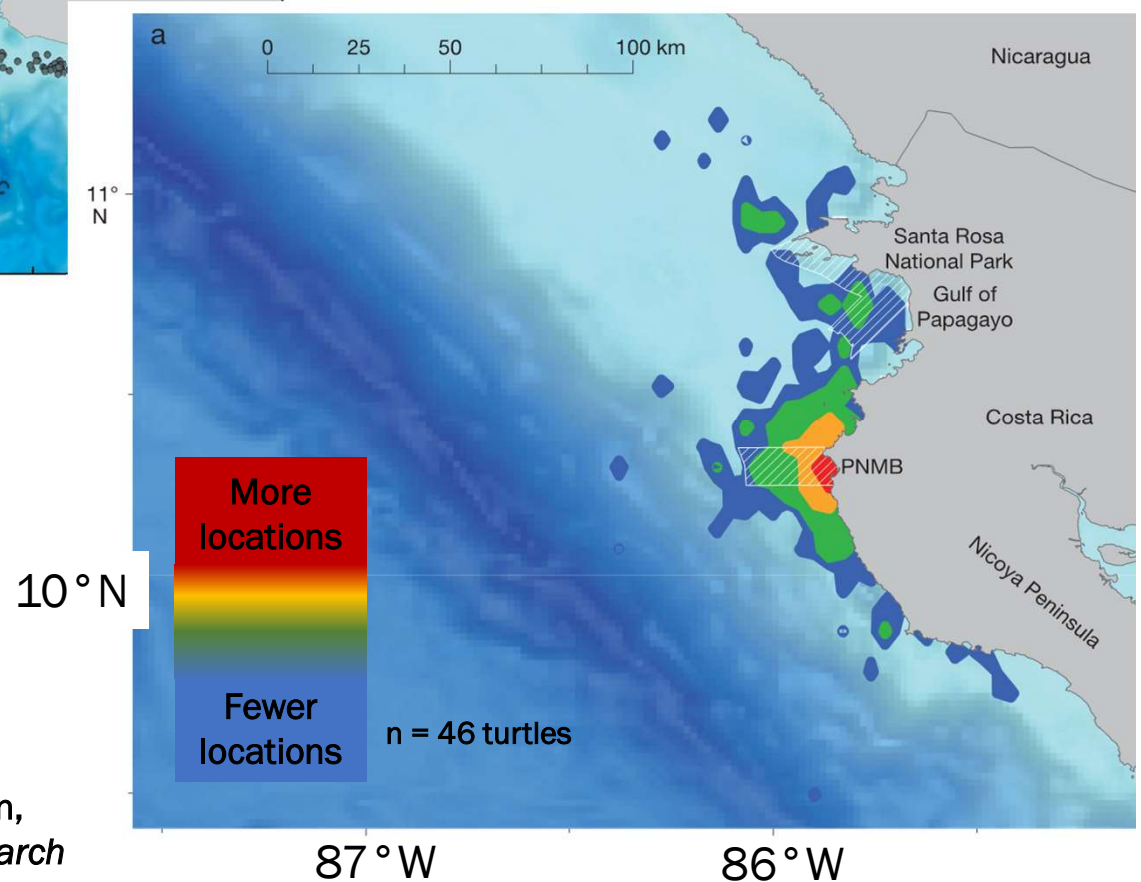 a
0 25 50 100 km
Nicaragua
11°
N
Santa Rosa
National Park
Gulf of
Papagayo
Costa Rica
PNMB
More
locations
10°N
Nicoya Peninsula
Fewer
locations
n = 46 turtles
87°W
86°W